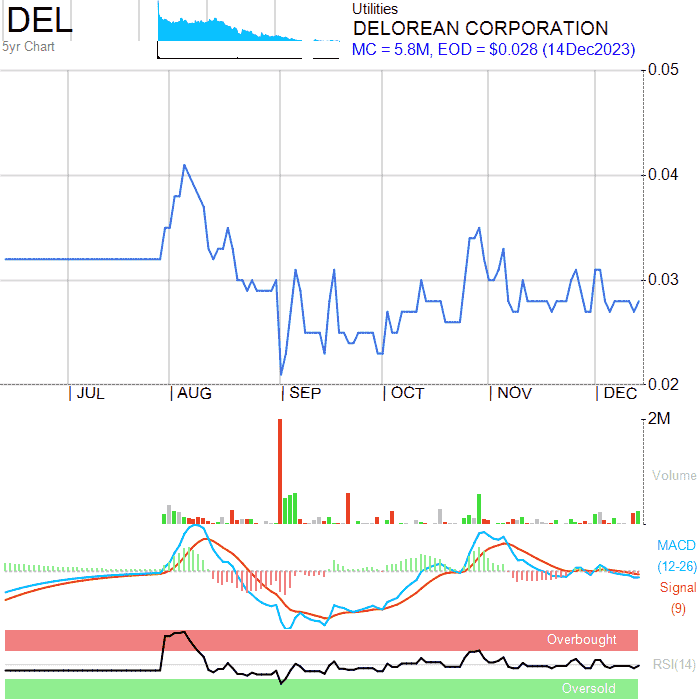 DEL
5yr Chart
Utilities
DELOREAN CORPORATION
MC = 5.8M, EOD = $0.028 (14Dec2023)
0.05
0.04
0.03
0.02
| JUL | AUG | SEP | OCT | NOV | DEC
2M
Volume
MACD
(12-26)
Signal
(9)
Overbought
RSI(14)
Oversold